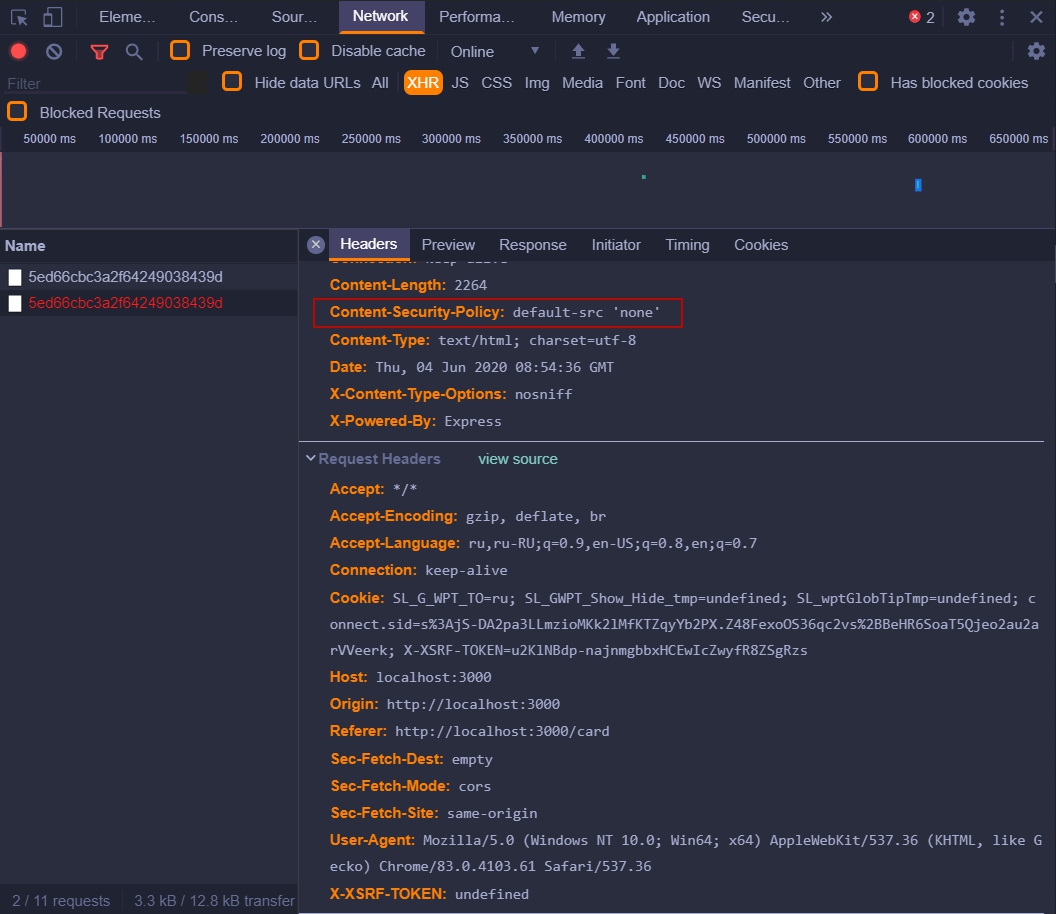 Eleme… Cons… Sour… Network Performa… Memory Application Secu… » 2
Preserve log Disable cache Online
Filter Hide data URLs All XHR JS CSS Img Media Font Doc WS Manifest Other Has blocked cookies
Blocked Requests
50000 ms 100000 ms 150000 ms 200000 ms 250000 ms 300000 ms 350000 ms 400000 ms 450000 ms 500000 ms 550000 ms 600000 ms 650000 ms
Name
5ed66cbc3a2f64249038439d
5ed66cbc3a2f64249038439d
Headers Preview Response Initiator Timing Cookies
Connection: keep-alive
Content-Length: 2264
Content-Security-Policy: default-src 'none'
Content-Type: text/html; charset=utf-8
Date: Thu, 04 Jun 2020 08:54:36 GMT
X-Content-Type-Options: nosniff
X-Powered-By: Express
Request Headers view source
Accept: */*
Accept-Encoding: gzip, deflate, br
Accept-Language: ru,ru-RU;q=0.9,en-US;q=0.8,en;q=0.7
Connection: keep-alive
Cookie: SL_G_WPT_TO=ru; SL_GWPT_Show_Hide_tmp=undefined; SL_wptGlobTipTmp=undefined; c
onnect.sid=s%3AjS-DA2pa3LLmzioMKk2lMfKTZqyYb2PX.Z48FexoOS36qc2vs%2BBeHR6SoaT5Qjeo2au2a
rVVeerk; X-XSRF-TOKEN=u2KlNBdp-najnmgbbxHCEwIcZwyfR8ZSgRzs
Host: localhost:3000
Origin: http://localhost:3000
Referer: http://localhost:3000/card
Sec-Fetch-Dest: empty
Sec-Fetch-Mode: cors
Sec-Fetch-Site: same-origin
User-Agent: Mozilla/5.0 (Windows NT 10.0; Win64; x64) AppleWebKit/537.36 (KHTML, like G
ecko) Chrome/83.0.4103.61 Safari/537.36
X-XSRF-TOKEN: undefined
2 / 11 requests 3.3 kB / 12.8 kB transfer